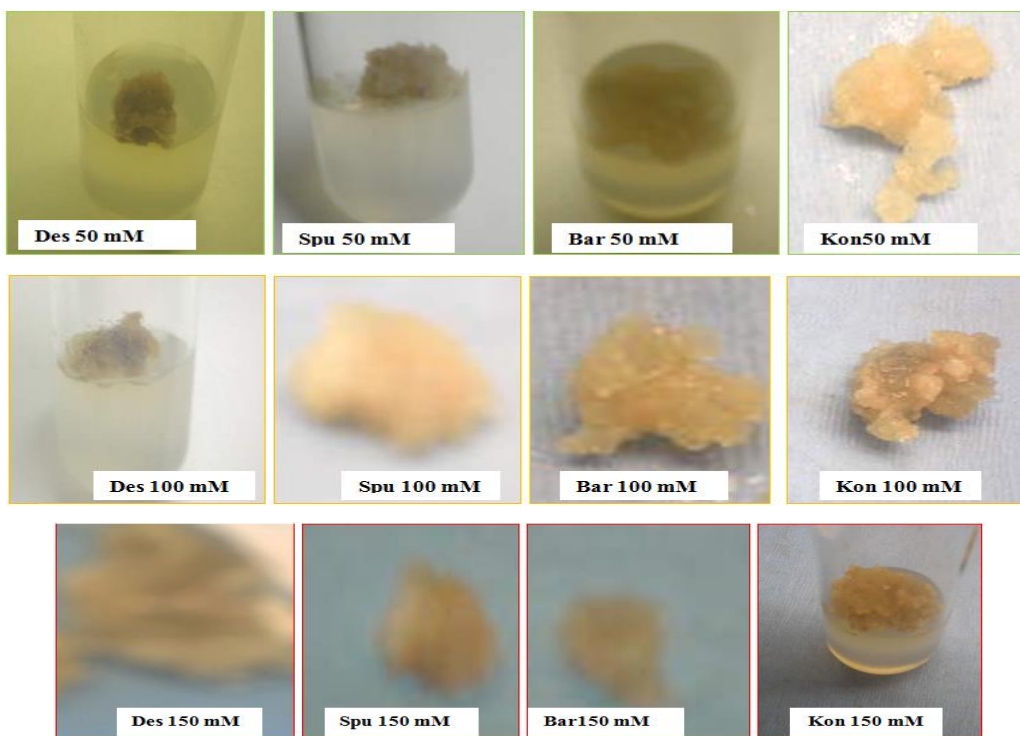 Des 50 mM
Spu 50 mM
Bar 50 mM
Kon50 mM
Des 100 mM
Spu 100 mM
Bar 100 mM
Kon 100 mM
Des 150 mM
Spu 150 mM
Bar150 mM
Kon 150 mM